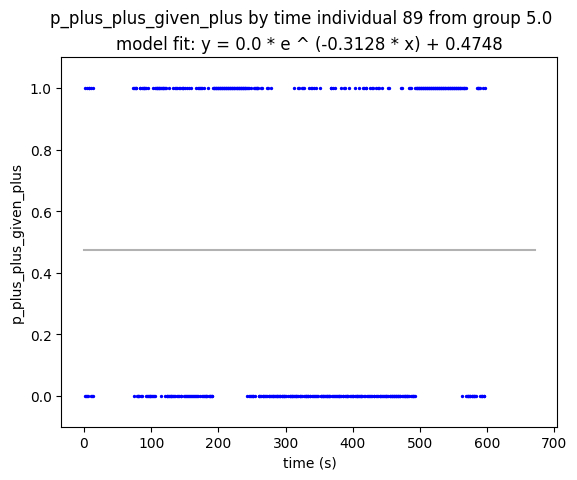 p_plus_plus_given_plus by time individual 89 from group 5.0
model fit: y = 0.0 * e ^ (-0.3128 * x) + 0.4748
p_plus_plus_given_plus
1.0
0.8
0.6
0.4
0.2
0.0
0 100 200 300 400 500 600 700
time (s)